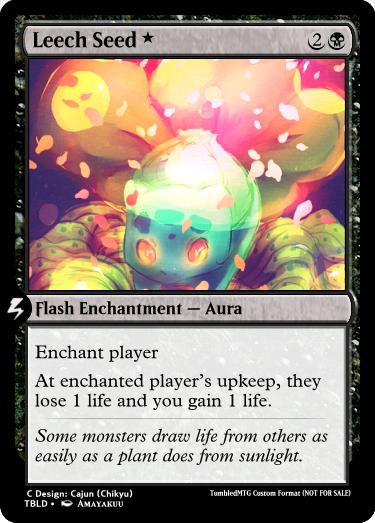 Leech Seed ★ 2
Flash Enchantment — Aura
Enchant player
At enchanted player's upkeep, they
lose 1 life and you gain 1 life.
Some monsters draw life from others as
easily as a plant does from sunlight.
C Design: Cajun (Chikyu) TumbledMTG Custom Format (NOT FOR SALE)
TBLD • Amayakuu